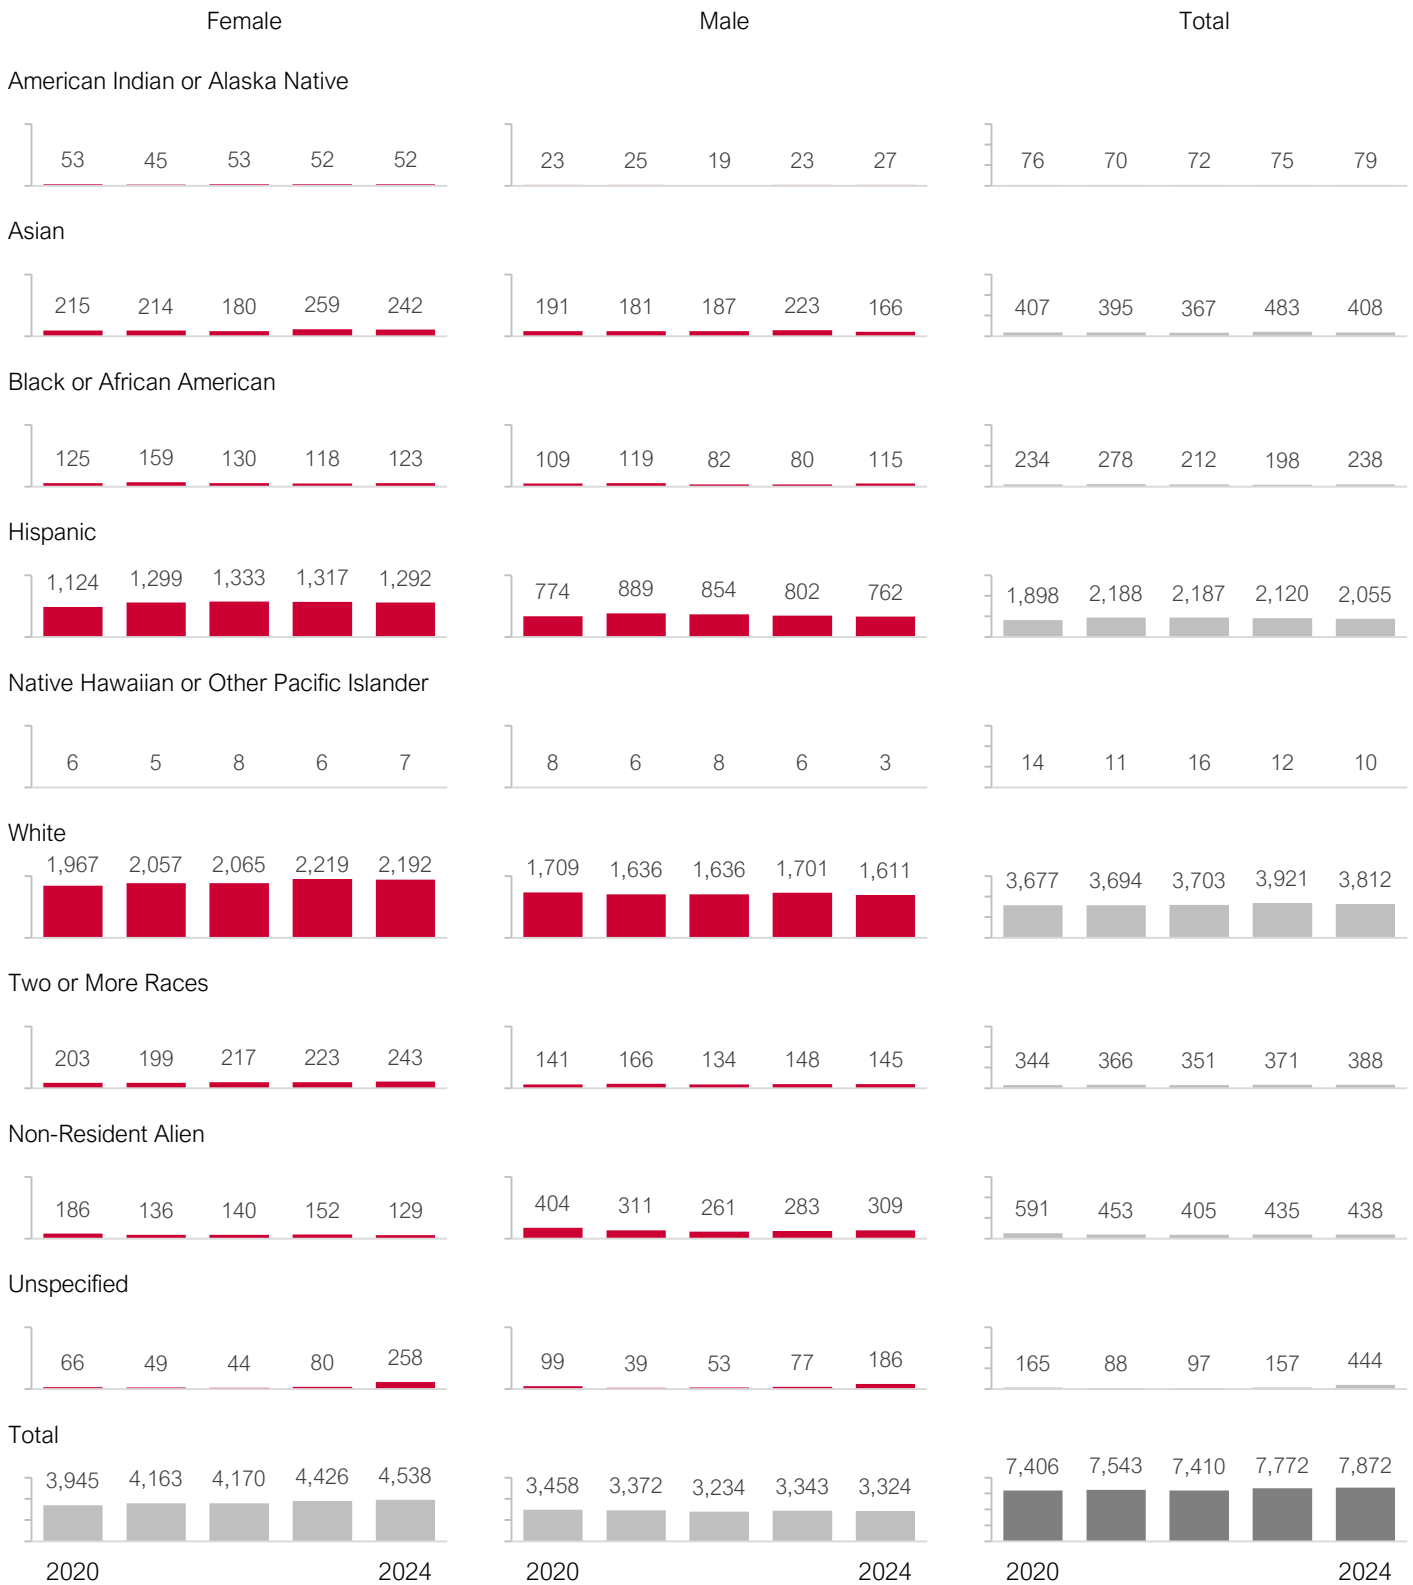 Female Male Total
American Indian or Alaska Native
53 45 53 52 52 23 25 19 23 27 76 70 72 75 79
Asian
215 214 180 259 242 191 181 187 223 166 407 395 367 483 408
Black or African American
125 159 130 118 123 109 119 82 80 115 234 278 212 198 238
Hispanic
1,124 1,299 1,333 1,317 1,292 774 889 854 802 762 1,898 2,188 2,187 2,120 2,055
Native Hawaiian or Other Pacific Islander
6 5 8 6 7 8 6 8 6 3 14 11 16 12 10
White
1,967 2,057 2,065 2,219 2,192 1,709 1,636 1,636 1,701 1,611 3,677 3,694 3,703 3,921 3,812
Two or More Races
203 199 217 223 243 141 166 134 148 145 344 366 351 371 388
Non-Resident Alien
186 136 140 152 129 404 311 261 283 309 591 453 405 435 438
Unspecified
66 49 44 80 258 99 39 53 77 186 165 88 97 157 444
Total
3,945 4,163 4,170 4,426 4,538 3,458 3,372 3,234 3,343 3,324 7,406 7,543 7,410 7,772 7,872
2020 2024 2020 2024 2020 2024